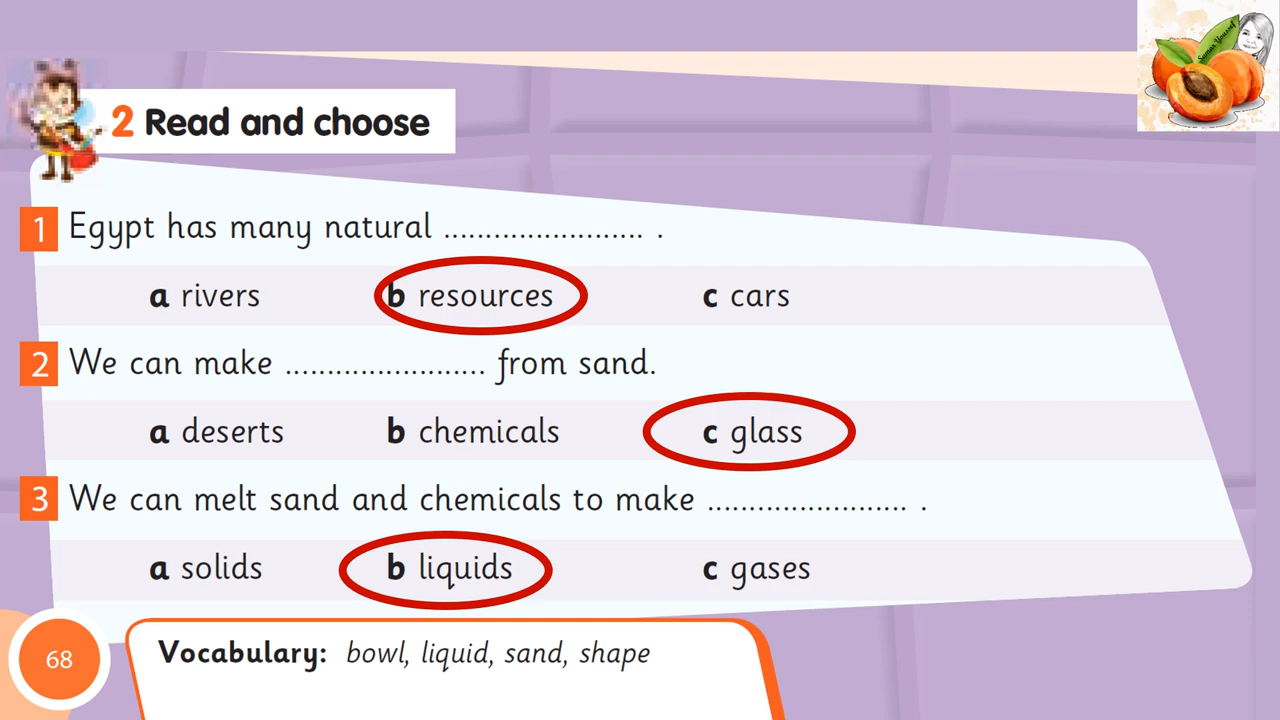 Samar Youssef
2 Read and choose
1 Egypt has many natural ........................ .
a rivers b resources c cars
2 We can make ........................ from sand.
a deserts b chemicals c glass
3 We can melt sand and chemicals to make ........................ .
a solids b liquids c gases
68
Vocabulary: bowl, liquid, sand, shape